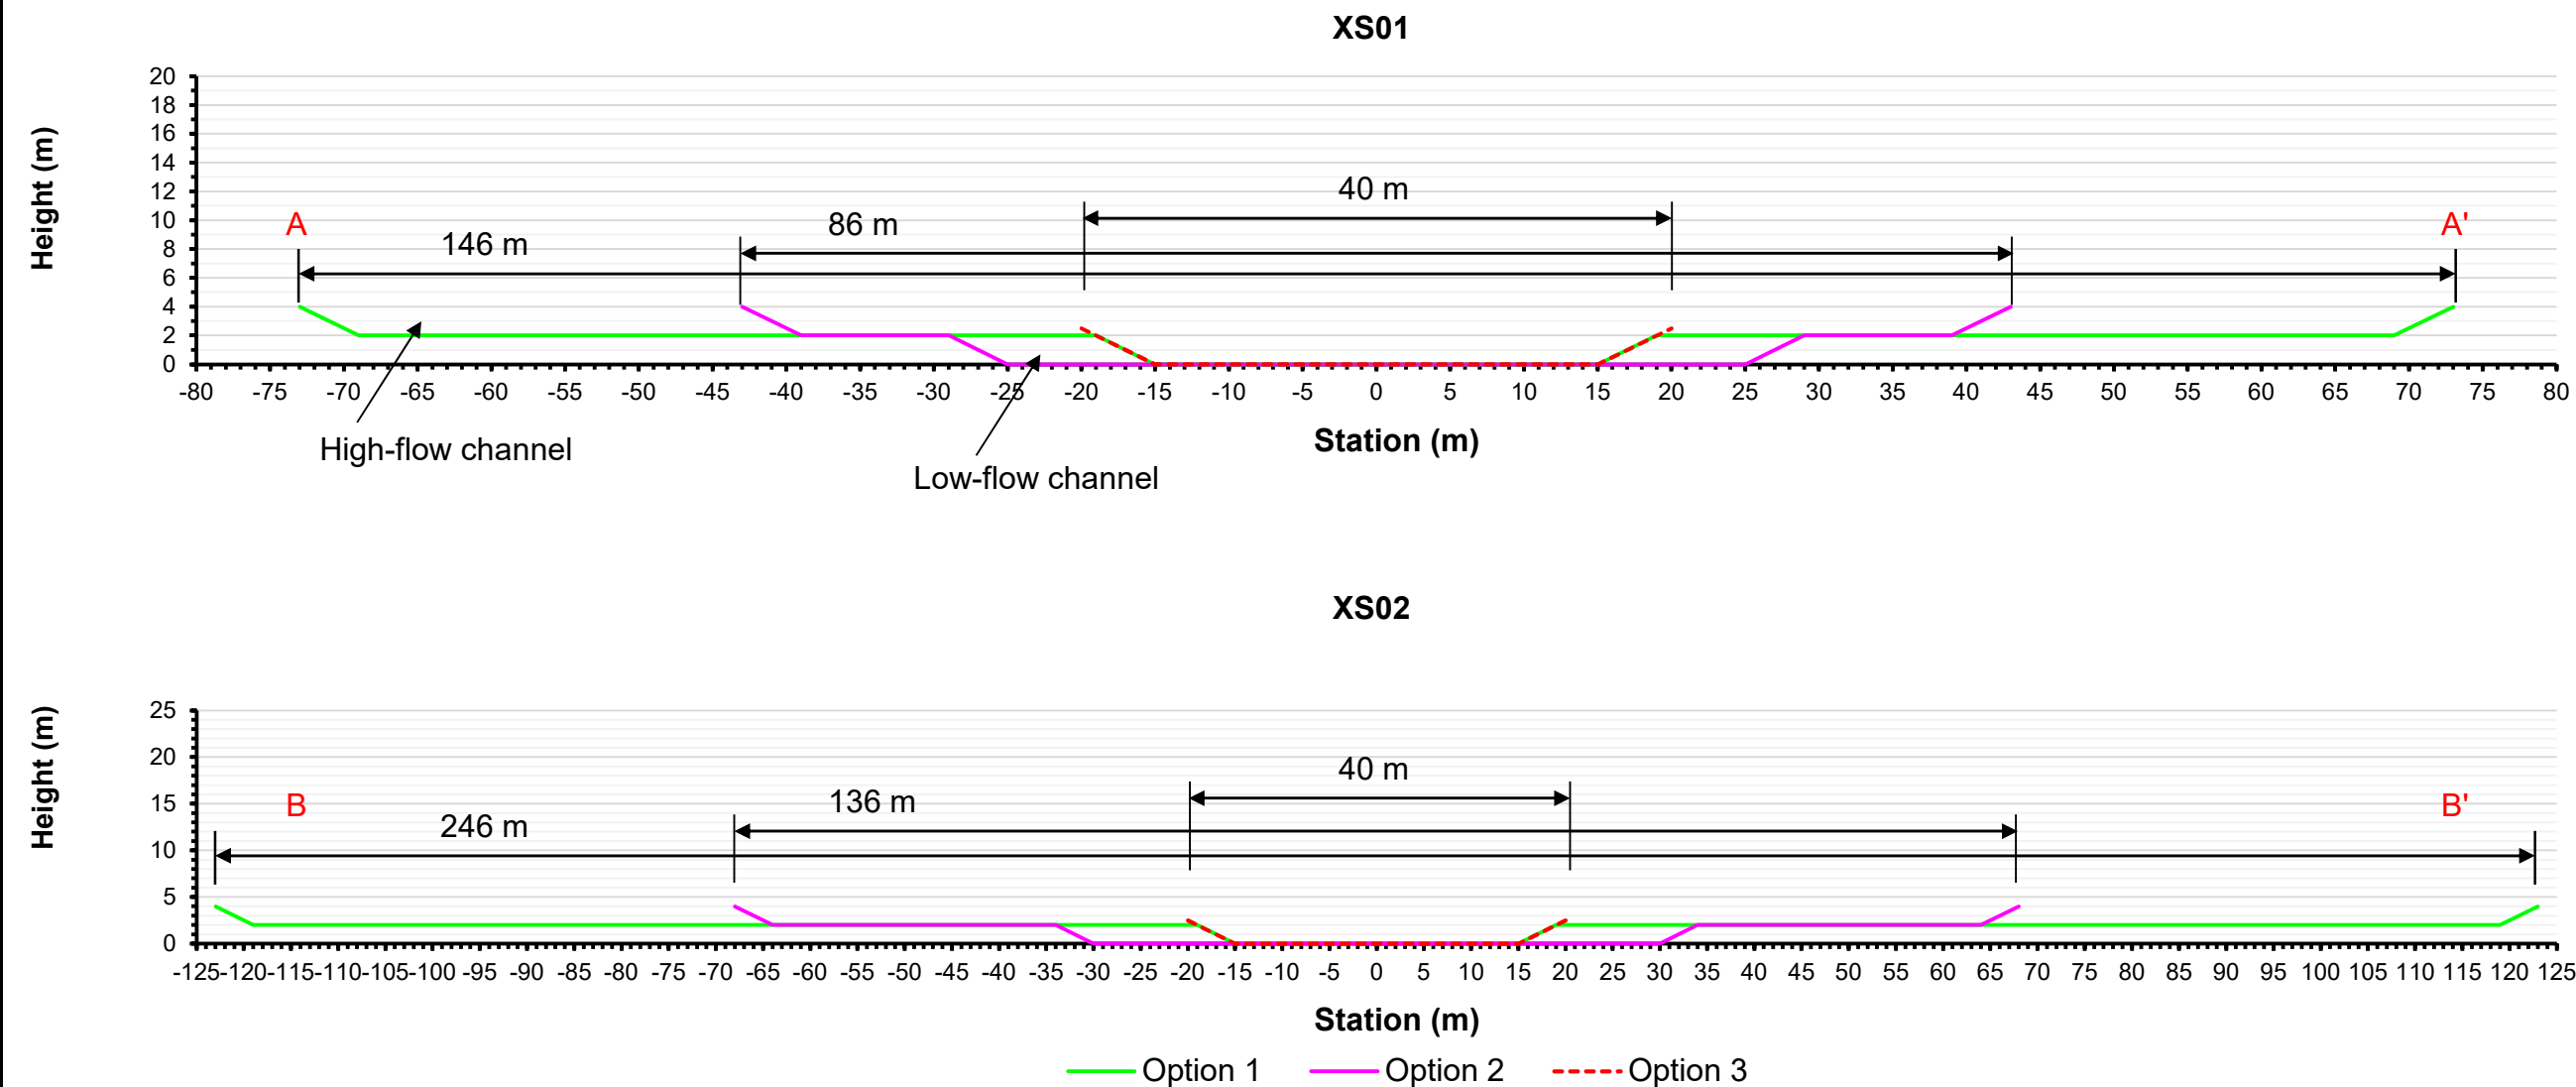 XS01
Height (m)
20
18
16
14
12
10
8
6
4
2
0
40 m
86 m
146 m
A
A'
-80 -75 -70 -65 -60 -55 -50 -45 -40 -35 -30 -25 -20 -15 -10 -5 0 5 10 15 20 25 30 35 40 45 50 55 60 65 70 75 80
Station (m)
High-flow channel
Low-flow channel
XS02
Height (m)
25
20
15
10
5
0
40 m
136 m
246 m
B
B'
-125 -120 -115 -110 -105 -100 -95 -90 -85 -80 -75 -70 -65 -60 -55 -50 -45 -40 -35 -30 -25 -20 -15 -10 -5 0 5 10 15 20 25 30 35 40 45 50 55 60 65 70 75 80 85 90 95 100 105 110 115 120 125
Station (m)
Option 1 Option 2 Option 3